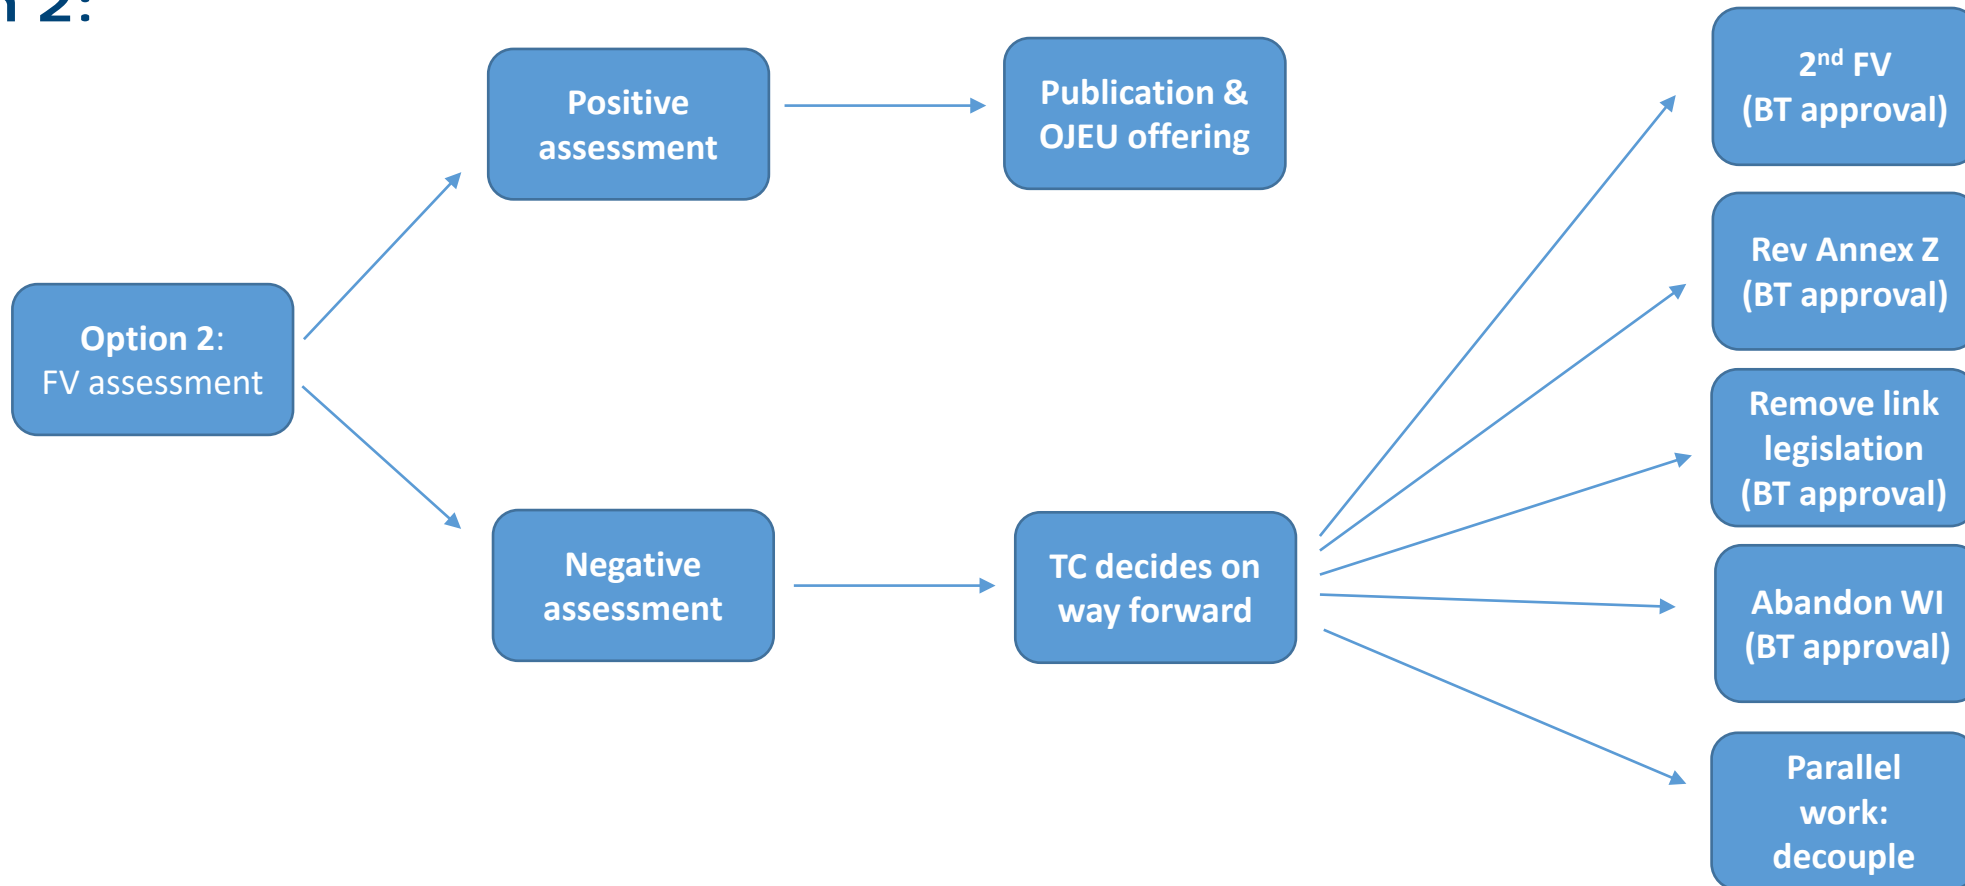 n 2:
Positive
assessment
Publication &
OJEU offering
2nd FV
(BT approval)
Rev Annex Z
(BT approval)
Option 2:
FV assessment
Remove link
legislation
(BT approval)
Negative
assessment
TC decides on
way forward
Abandon WI
(BT approval)
Parallel
work:
decouple